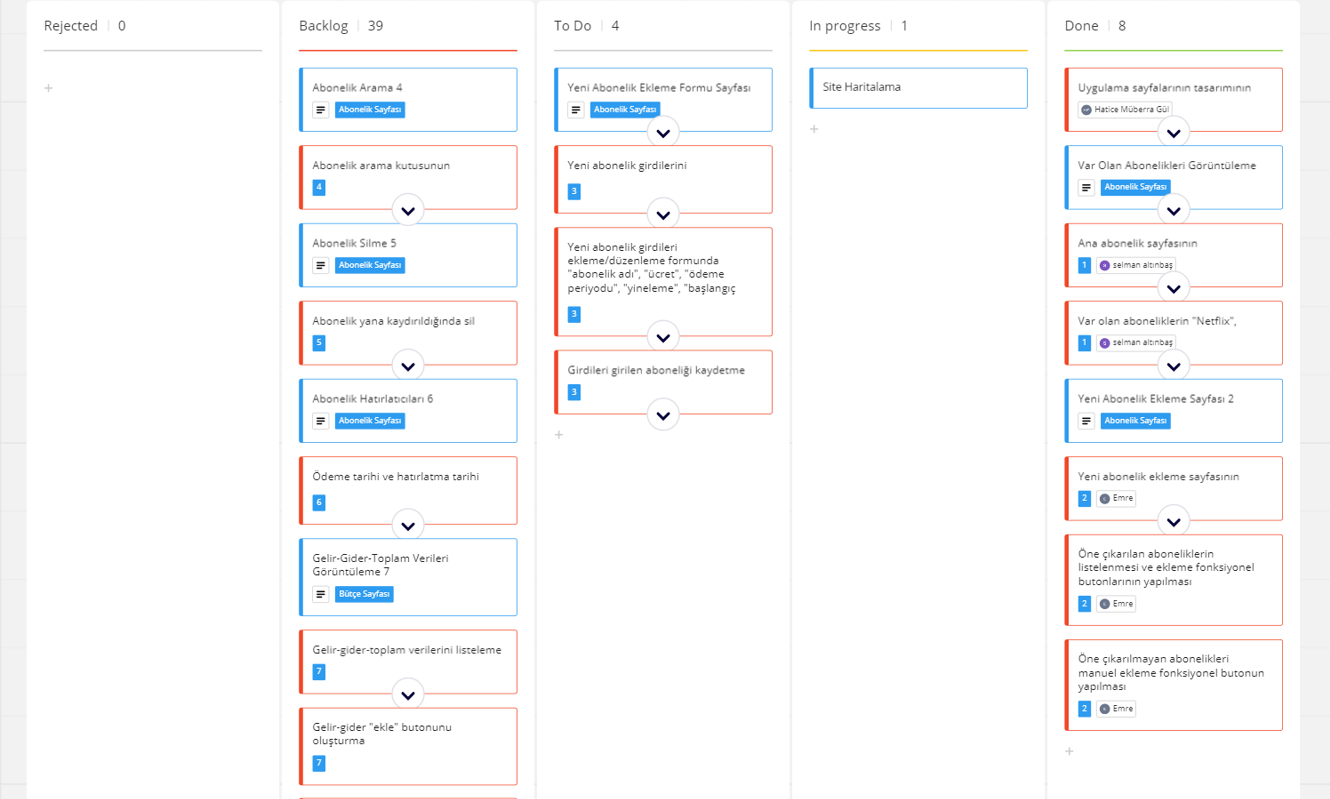 Rejected 0
Backlog 39
Abonelik Arama 4
Abonelik Sayfası
Abonelik arama kutusunun
4
Abonelik Silme 5
Abonelik Sayfası
Abonelik yana kaydırıldığında sil
5
Abonelik Hatırlatıcıları 6
Abonelik Sayfası
Ödeme tarihi ve hatırlatma tarihi
6
Gelir-Gider-Toplam Verileri
Görüntüleme 7
Bütçe Sayfası
Gelir-gider-toplam verilerini listeleme
7
Gelir-gider "ekle" butonunu
oluşturma
7
To Do 4
Yeni Abonelik Ekleme Formu Sayfası
Abonelik Sayfası
Yeni abonelik girdilerini
3
Yeni abonelik girdileri
ekleme/düzenleme formunda
"abonelik adı", "ücret", "ödeme
periyodu", "yineleme", "başlangıç
3
Girdileri girilen aboneliği kaydetme
3
In progress 1
Site Haritalama
Done 8
Uygulama sayfalarının tasarımının
Hatice Müberra Gül
Var Olan Abonelikleri Görüntüleme
Abonelik Sayfası
Ana abonelik sayfasının
1 selman altınbaş
Var olan aboneliklerin "Netflix",
1 selman altınbaş
Yeni Abonelik Ekleme Sayfası 2
Abonelik Sayfası
Yeni abonelik ekleme sayfasının
2 Emre
Öne çıkarılan aboneliklerin
listelenmesi ve ekleme fonksiyonel
butonlarının yapılması
2 Emre
Öne çıkarılmayan abonelikleri
manuel ekleme fonksiyonel butonun
yapılması
2 Emre